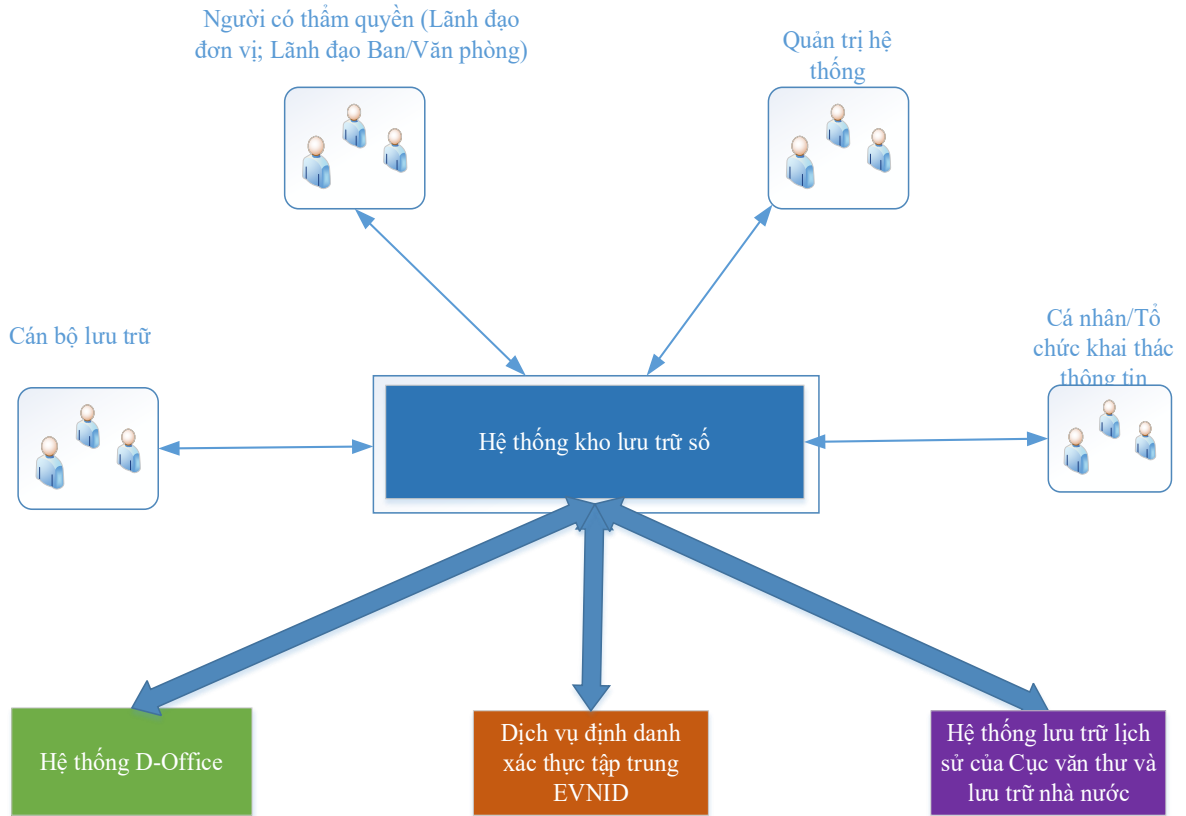 Người có thẩm quyền (Lãnh đạo
đơn vị; Lãnh đạo Ban/Văn phòng)
Quản trị hệ
thống
Cán bộ lưu trữ
Cá nhân/Tổ
chức khai thác
thông tin
Hệ thống kho lưu trữ số
Hệ thống D-Office
Dịch vụ định danh
xác thực tập trung
EVNID
Hệ thống lưu trữ lịch
sử của Cục văn thư và
lưu trữ nhà nước